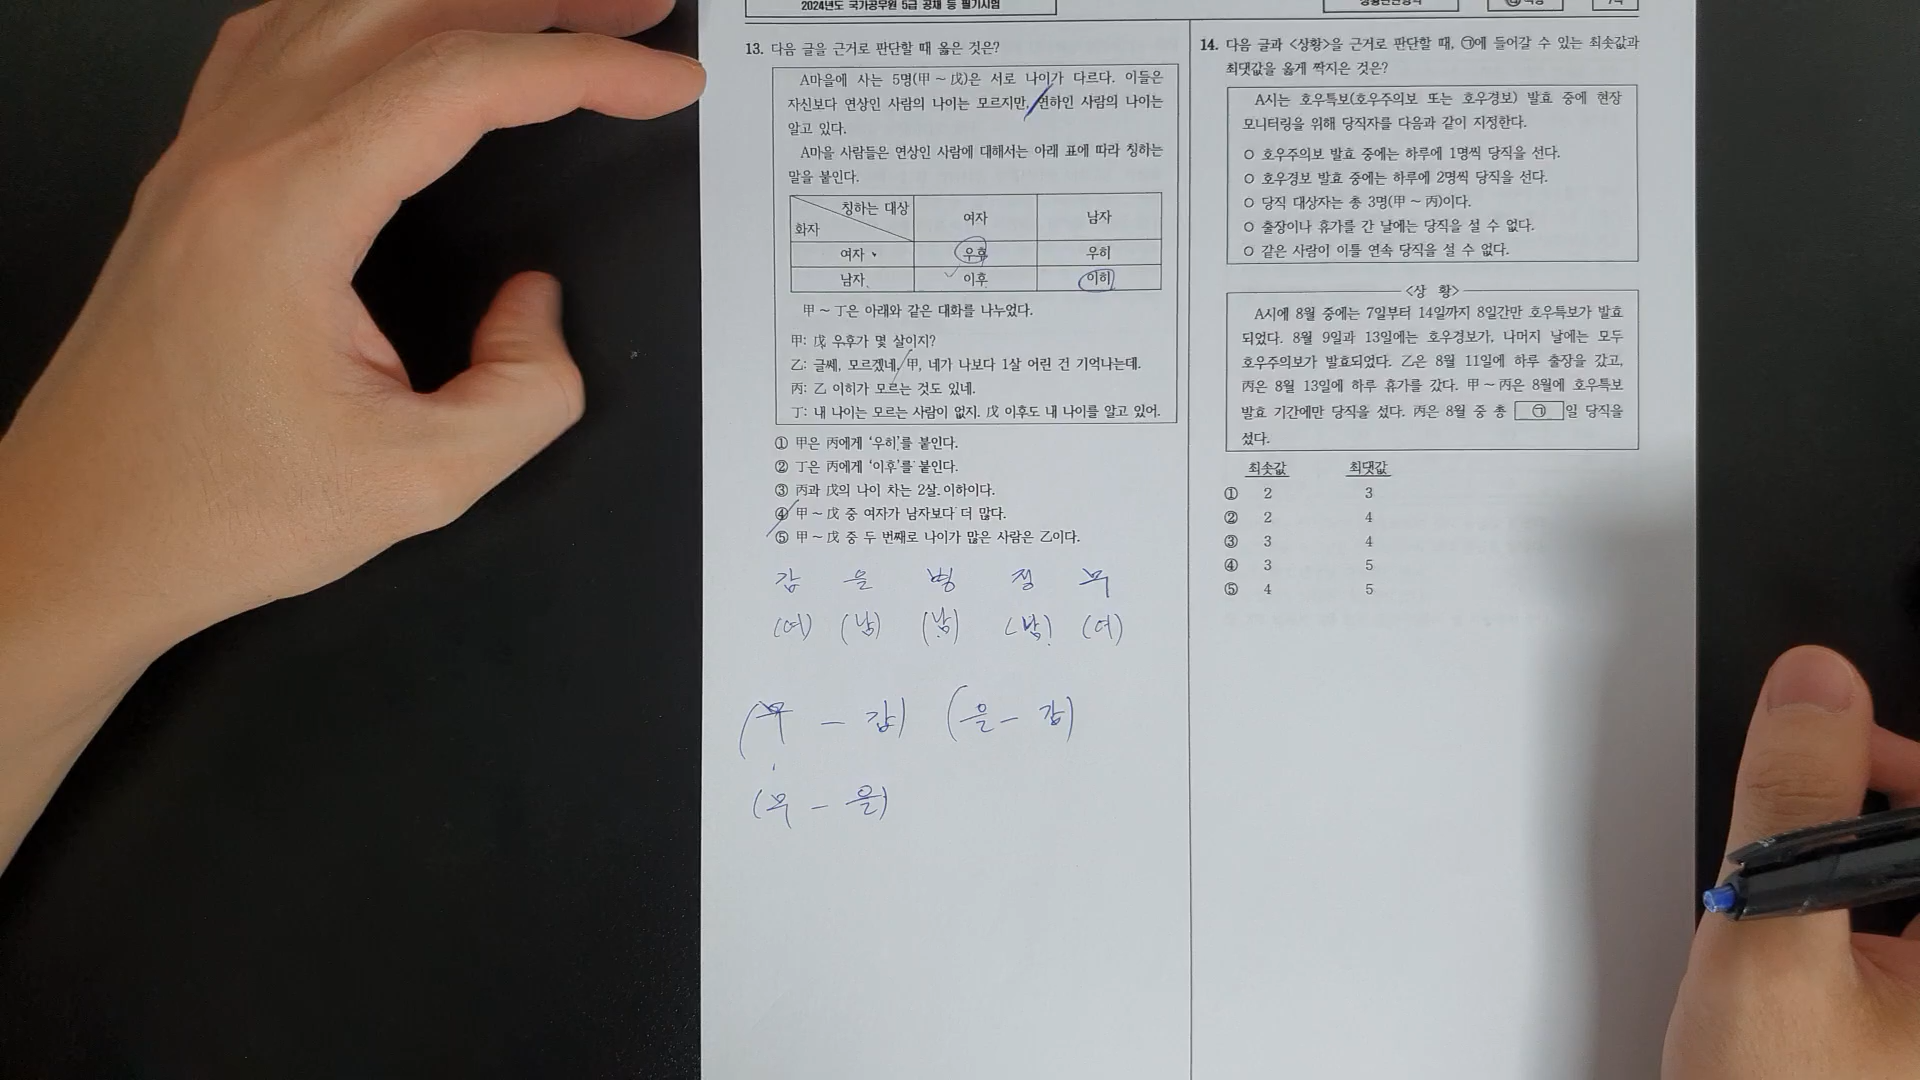 2024년도 국가공무원 5급 공채 등 필기시험
13. 다음 글을 근거로 판단할 때 옳은 것은?
A마을에 사는 5명(甲 ~ 戊)은 서로 나이가 다르다. 이들은
자신보다 연상인 사람의 나이는 모르지만, 연하인 사람의 나이는
알고 있다.
A마을 사람들은 연상인 사람에 대해서는 아래 표에 따라 칭하는
말을 붙인다.
칭하는 대상
화자
여자 남자
여자 우후 우히
남자 이후 이히
甲 ~ 丁은 아래와 같은 대화를 나누었다.
甲: 戊 우후가 몇 살이지?
乙: 글쎄, 모르겠네. 甲, 네가 나보다 1살 어린 건 기억나는데.
丙: 乙 이히가 모르는 것도 있네.
丁: 내 나이는 모르는 사람이 없지. 戊 이후도 내 나이를 알고 있어.
① 甲은 丙에게 ‘우히’를 붙인다.
② 丁은 丙에게 ‘이후’를 붙인다.
③ 丙과 戊의 나이 차는 2살 이하이다.
④ 甲 ~ 戊 중 여자가 남자보다 더 많다.
⑤ 甲 ~ 戊 중 두 번째로 나이가 많은 사람은 乙이다.
갑 을 병 정 무
(여) (남) (남) (남) (여)
(무 – 갑) (을 – 갑)
(무 – 을)
14. 다음 글과 <상황>을 근거로 판단할 때, ㉠에 들어갈 수 있는 최솟값과
최댓값을 옳게 짝지은 것은?
A시는 호우특보(호우주의보 또는 호우경보) 발효 중에 현장
모니터링을 위해 당직자를 다음과 같이 지정한다.
○ 호우주의보 발효 중에는 하루에 1명씩 당직을 선다.
○ 호우경보 발효 중에는 하루에 2명씩 당직을 선다.
○ 당직 대상자는 총 3명(甲 ~ 丙)이다.
○ 출장이나 휴가를 간 날에는 당직을 설 수 없다.
○ 같은 사람이 이틀 연속 당직을 설 수 없다.
<상 황>
A시에 8월 중에는 7일부터 14일까지 8일간만 호우특보가 발효
되었다. 8월 9일과 13일에는 호우경보가, 나머지 날에는 모두
호우주의보가 발효되었다. 乙은 8월 11일에 하루 출장을 갔고,
丙은 8월 13일에 하루 휴가를 갔다. 甲 ~ 丙은 8월에 호우특보
발효 기간에만 당직을 섰다. 丙은 8월 중 총 ㉠ 일 당직을
섰다.
최솟값 최댓값
① 2 3
② 2 4
③ 3 4
④ 3 5
⑤ 4 5